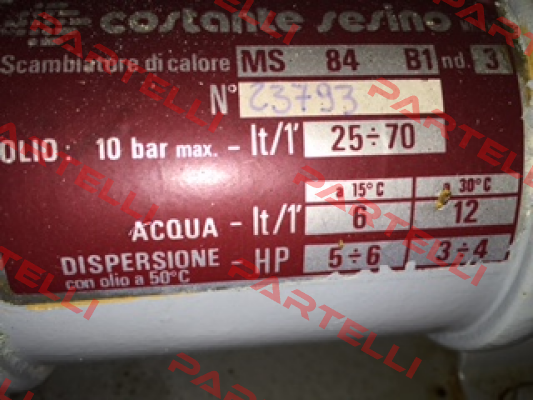 costante sesino
Scambiatore di calore MS 84 B1 nd. 3
N° 23793
OLIO: 10 bar max. - lt/1' 25÷70
a 15°C a 30°C
ACQUA - lt/1' 6 12
DISPERSIONE - HP 5÷6 3÷4
con olio a 50°C
PARTELLI
PARTELLI
PARTELLI
PARTELLI